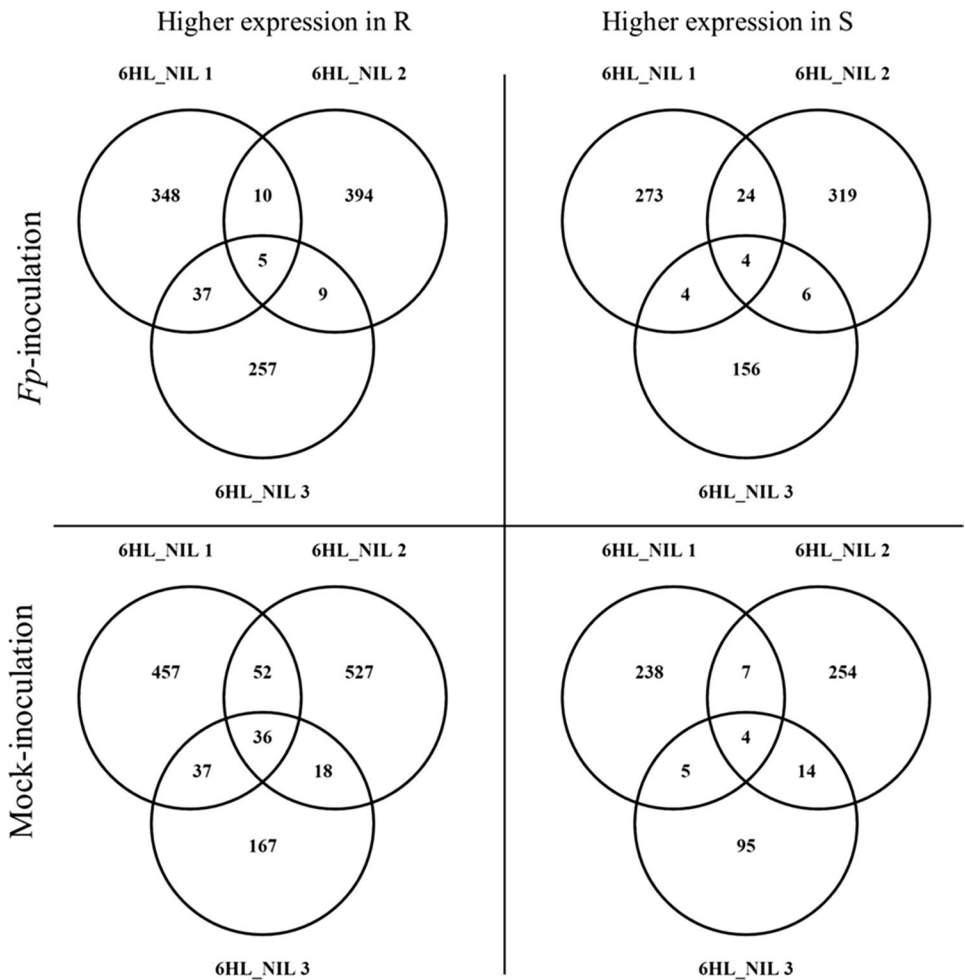 Higher expression in R
Higher expression in S
Fp-inoculation
6HL_NIL 1
6HL_NIL 2
348
10
394
5
37
9
257
6HL_NIL 3
6HL_NIL 1
6HL_NIL 2
273
24
319
4
4
6
156
6HL_NIL 3
Mock-inoculation
6HL_NIL 1
6HL_NIL 2
457
52
527
36
37
18
167
6HL_NIL 3
6HL_NIL 1
6HL_NIL 2
238
7
254
4
5
14
95
6HL_NIL 3